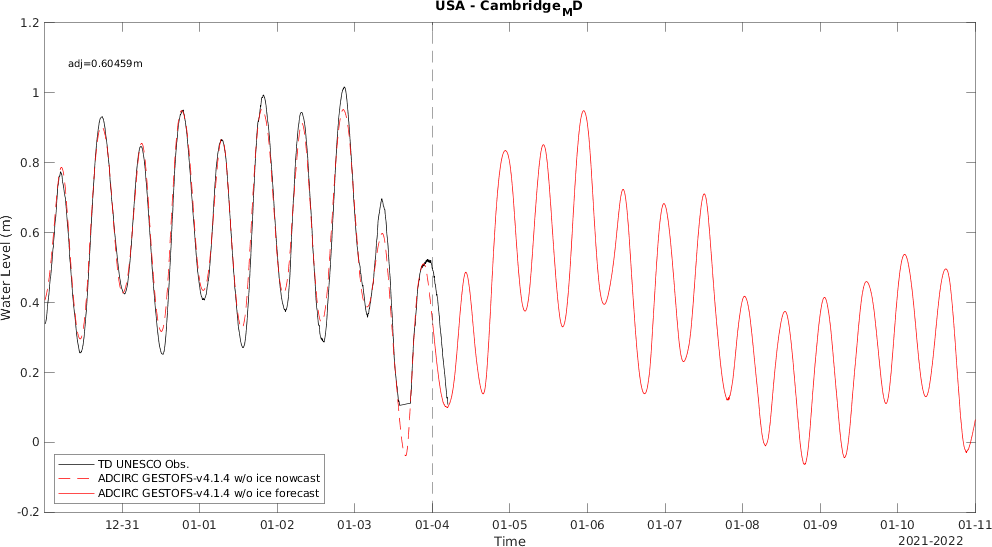 USA - Cambridge_MD
adj=0.60459m
1.2
1
0.8
0.6
0.4
0.2
0
-0.2
Water Level (m)
TD UNESCO Obs.
ADCIRC GESTOFS-v4.1.4 w/o ice nowcast
ADCIRC GESTOFS-v4.1.4 w/o ice forecast
12-31 01-01 01-02 01-03 01-04 01-05 01-06 01-07 01-08 01-09 01-10 01-11
Time
2021-2022